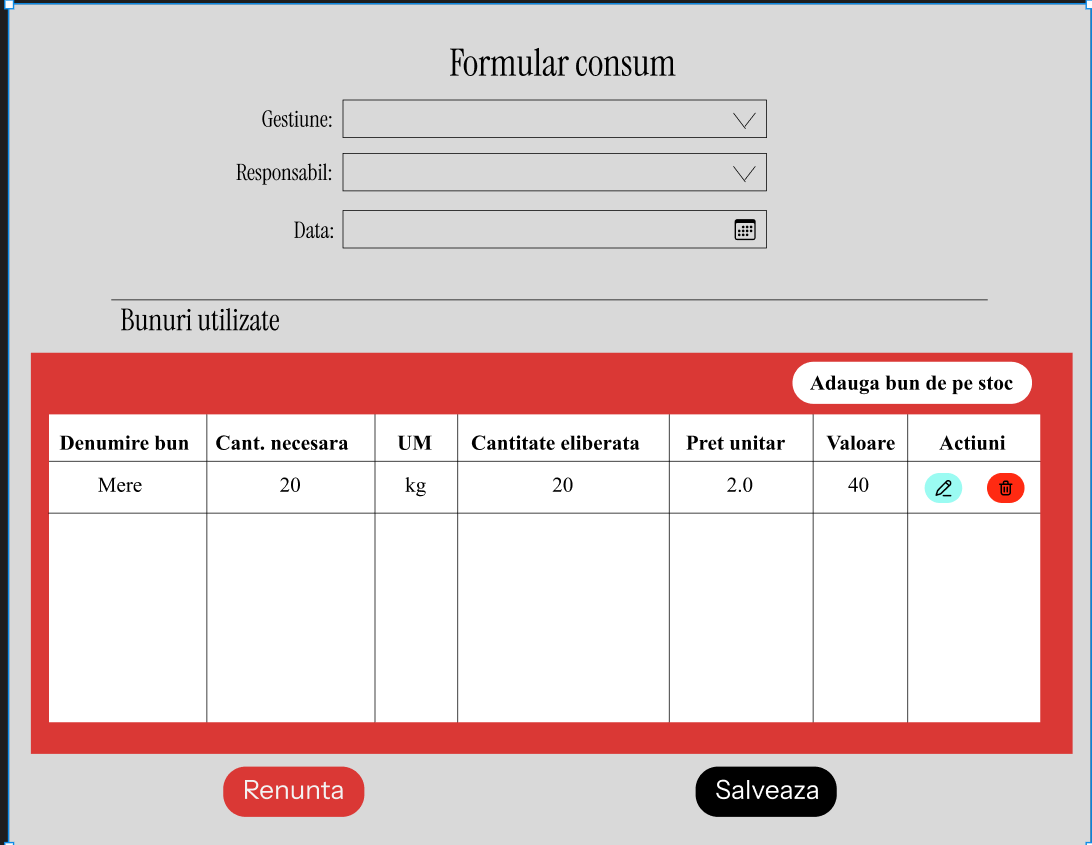 Formular consum
Gestiune:
Responsabil:
Data:
Bunuri utilizate
Adauga bun de pe stoc
Denumire bun Cant. necesara UM Cantitate eliberata Pret unitar Valoare Actiuni
Mere 20 kg 20 2.0 40
Renunta Salveaza